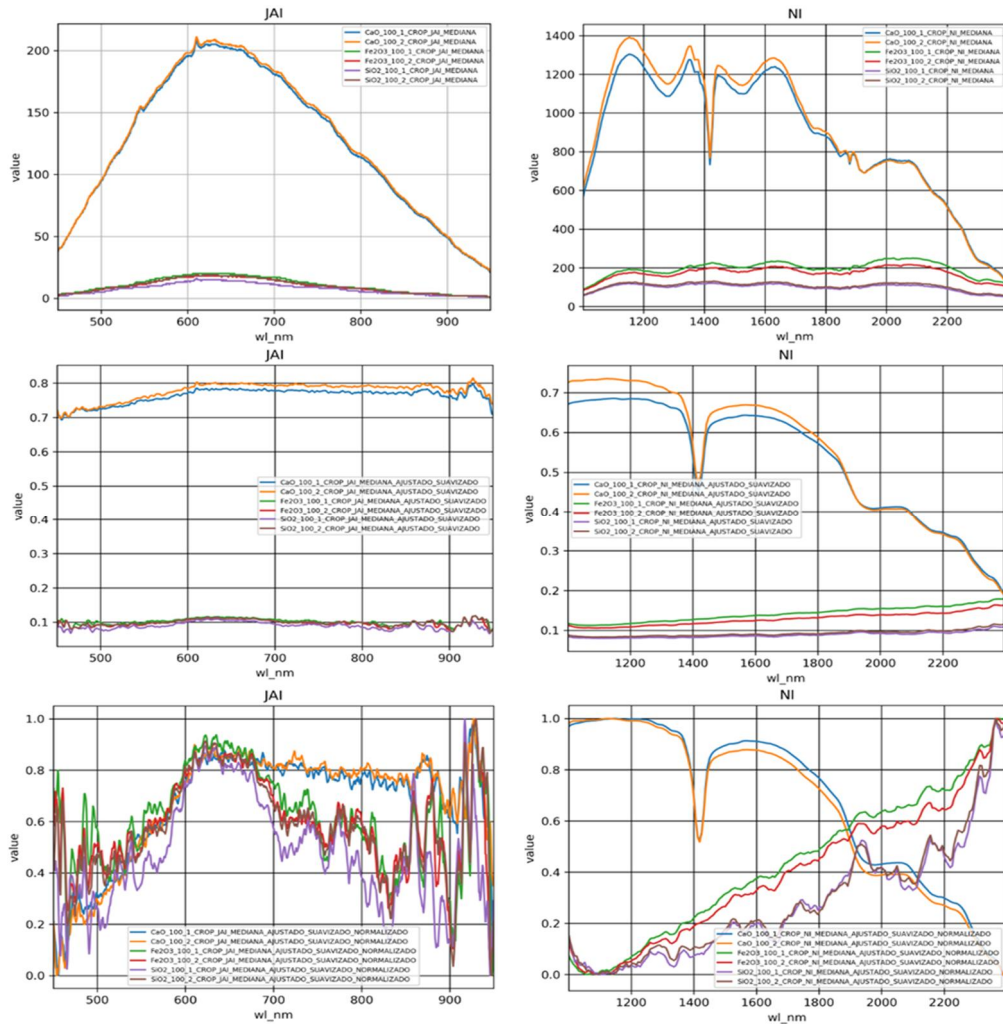 JAI
CaO_100_1_CROP_JAI_MEDIANA
CaO_100_2_CROP_JAI_MEDIANA
Fe2O3_100_1_CROP_JAI_MEDIANA
Fe2O3_100_2_CROP_JAI_MEDIANA
SiO2_100_1_CROP_JAI_MEDIANA
SiO2_100_2_CROP_JAI_MEDIANA
value
200
150
100
50
0
500 600 700 800 900
wl_nm
NI
CaO_100_1_CROP_NI_MEDIANA
CaO_100_2_CROP_NI_MEDIANA
Fe2O3_100_1_CROP_NI_MEDIANA
Fe2O3_100_2_CROP_NI_MEDIANA
SiO2_100_1_CROP_NI_MEDIANA
SiO2_100_2_CROP_NI_MEDIANA
value
1400
1200
1000
800
600
400
200
0
1200 1400 1600 1800 2000 2200
wl_nm
JAI
value
0.8
0.7
0.6
0.5
0.4
0.3
0.2
0.1
CaO_100_1_CROP_JAI_MEDIANA_AJUSTADO_SUAVIZADO
CaO_100_2_CROP_JAI_MEDIANA_AJUSTADO_SUAVIZADO
Fe2O3_100_1_CROP_JAI_MEDIANA_AJUSTADO_SUAVIZADO
Fe2O3_100_2_CROP_JAI_MEDIANA_AJUSTADO_SUAVIZADO
SiO2_100_1_CROP_JAI_MEDIANA_AJUSTADO_SUAVIZADO
SiO2_100_2_CROP_JAI_MEDIANA_AJUSTADO_SUAVIZADO
500 600 700 800 900
wl_nm
NI
value
0.7
0.6
0.5
0.4
0.3
0.2
0.1
CaO_100_1_CROP_NI_MEDIANA_AJUSTADO_SUAVIZADO
CaO_100_2_CROP_NI_MEDIANA_AJUSTADO_SUAVIZADO
Fe2O3_100_1_CROP_NI_MEDIANA_AJUSTADO_SUAVIZADO
Fe2O3_100_2_CROP_NI_MEDIANA_AJUSTADO_SUAVIZADO
SiO2_100_1_CROP_NI_MEDIANA_AJUSTADO_SUAVIZADO
SiO2_100_2_CROP_NI_MEDIANA_AJUSTADO_SUAVIZADO
1200 1400 1600 1800 2000 2200
wl_nm
JAI
value
1.0
0.8
0.6
0.4
0.2
0.0
CaO_100_1_CROP_JAI_MEDIANA_AJUSTADO_SUAVIZADO_NORMALIZADO
CaO_100_2_CROP_JAI_MEDIANA_AJUSTADO_SUAVIZADO_NORMALIZADO
Fe2O3_100_1_CROP_JAI_MEDIANA_AJUSTADO_SUAVIZADO_NORMALIZADO
Fe2O3_100_2_CROP_JAI_MEDIANA_AJUSTADO_SUAVIZADO_NORMALIZADO
SiO2_100_1_CROP_JAI_MEDIANA_AJUSTADO_SUAVIZADO_NORMALIZADO
SiO2_100_2_CROP_JAI_MEDIANA_AJUSTADO_SUAVIZADO_NORMALIZADO
500 600 700 800 900
wl_nm
NI
value
1.0
0.8
0.6
0.4
0.2
0.0
CaO_100_1_CROP_NI_MEDIANA_AJUSTADO_SUAVIZADO_NORMALIZADO
CaO_100_2_CROP_NI_MEDIANA_AJUSTADO_SUAVIZADO_NORMALIZADO
Fe2O3_100_1_CROP_NI_MEDIANA_AJUSTADO_SUAVIZADO_NORMALIZADO
Fe2O3_100_2_CROP_NI_MEDIANA_AJUSTADO_SUAVIZADO_NORMALIZADO
SiO2_100_1_CROP_NI_MEDIANA_AJUSTADO_SUAVIZADO_NORMALIZADO
SiO2_100_2_CROP_NI_MEDIANA_AJUSTADO_SUAVIZADO_NORMALIZADO
1200 1400 1600 1800 2000 2200
wl_nm